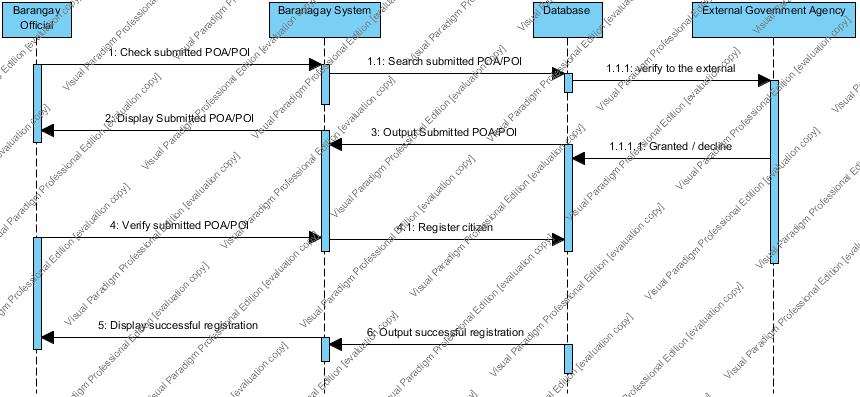 Barangay
Official
Baranagay System
Database
External Government Agency
1: Check submitted POA/POI
1.1: Search submitted POA/POI
1.1.1: verify to the external
2: Display Submitted POA/POI
3: Output Submitted POA/POI
1.1.1.1: Granted / decline
4: Verify submitted POA/POI
4.1: Register citizen
5: Display successful registration
6: Output successful registration
Visual Paradigm Professional Edition [evaluation copy]